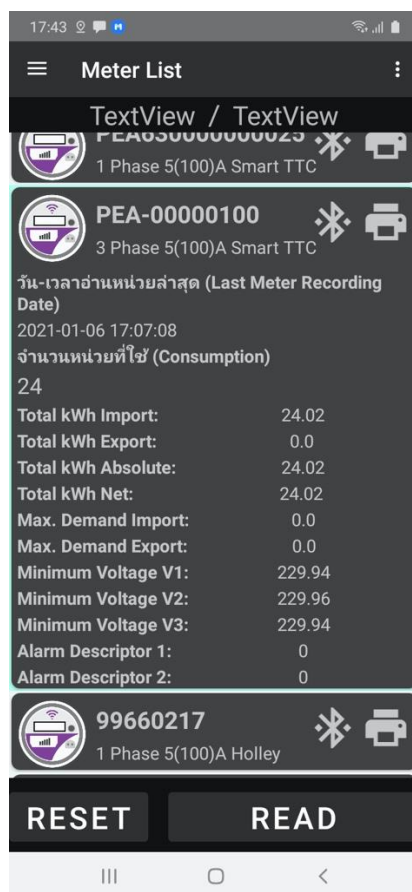 17:43
Meter List
TextView / TextView
PEA630000000025
1 Phase 5(100)A Smart TTC
PEA-00000100
3 Phase 5(100)A Smart TTC
วัน-เวลาอ่านหน่วยล่าสุด (Last Meter Recording
Date)
2021-01-06 17:07:08
จำนวนหน่วยที่ใช้ (Consumption)
24
Total kWh Import: 24.02
Total kWh Export: 0.0
Total kWh Absolute: 24.02
Total kWh Net: 24.02
Max. Demand Import: 0.0
Max. Demand Export: 0.0
Minimum Voltage V1: 229.94
Minimum Voltage V2: 229.96
Minimum Voltage V3: 229.94
Alarm Descriptor 1: 0
Alarm Descriptor 2: 0
99660217
1 Phase 5(100)A Holley
RESET READ